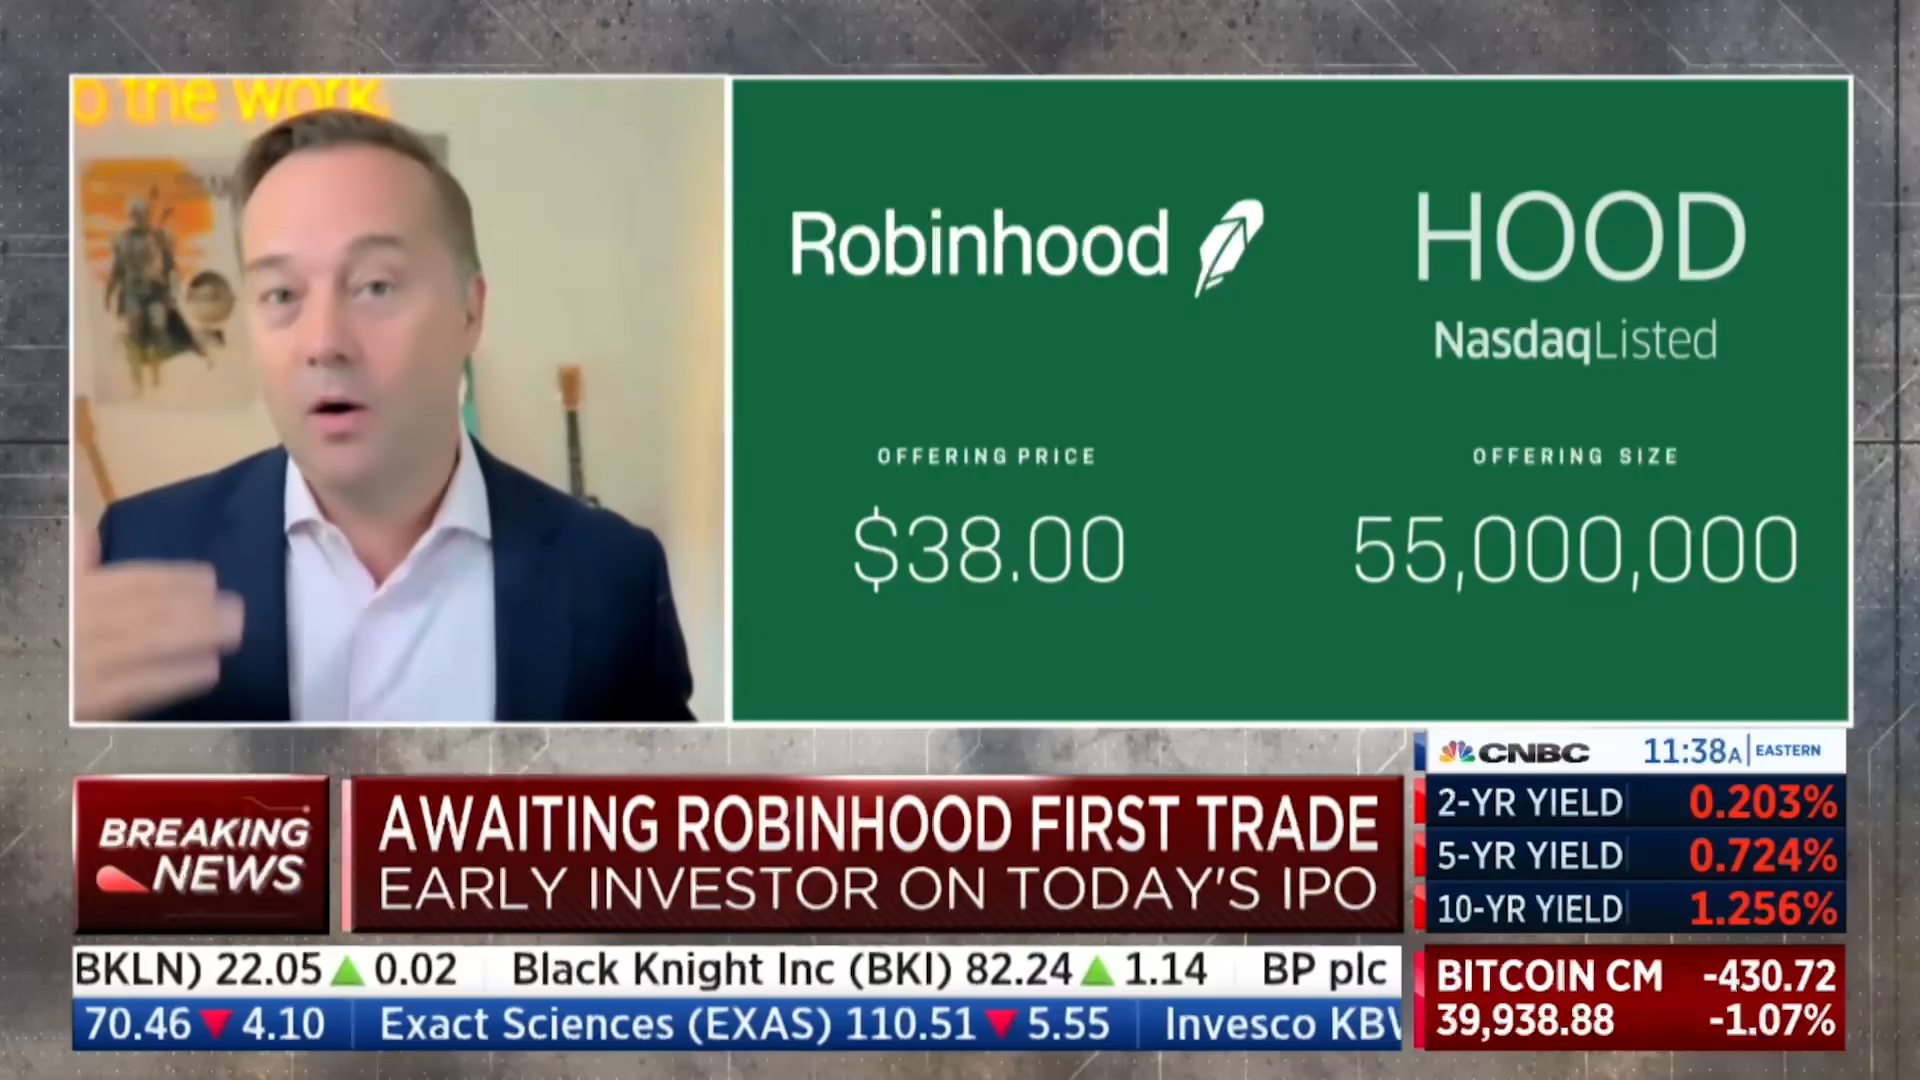 o the work.
Robinhood
HOOD
NasdaqListed
OFFERING PRICE
OFFERING SIZE
$38.00
55,000,000
CNBC 11:38A EASTERN
2-YR YIELD 0.203%
5-YR YIELD 0.724%
10-YR YIELD 1.256%
BREAKING
NEWS
AWAITING ROBINHOOD FIRST TRADE
EARLY INVESTOR ON TODAY'S IPO
BKLN) 22.05 ▲ 0.02 Black Knight Inc (BKI) 82.24 ▲ 1.14 BP plc
70.46 ▼ 4.10 Exact Sciences (EXAS) 110.51 ▼ 5.55 Invesco KBW
BITCOIN CM -430.72
39,938.88 -1.07%